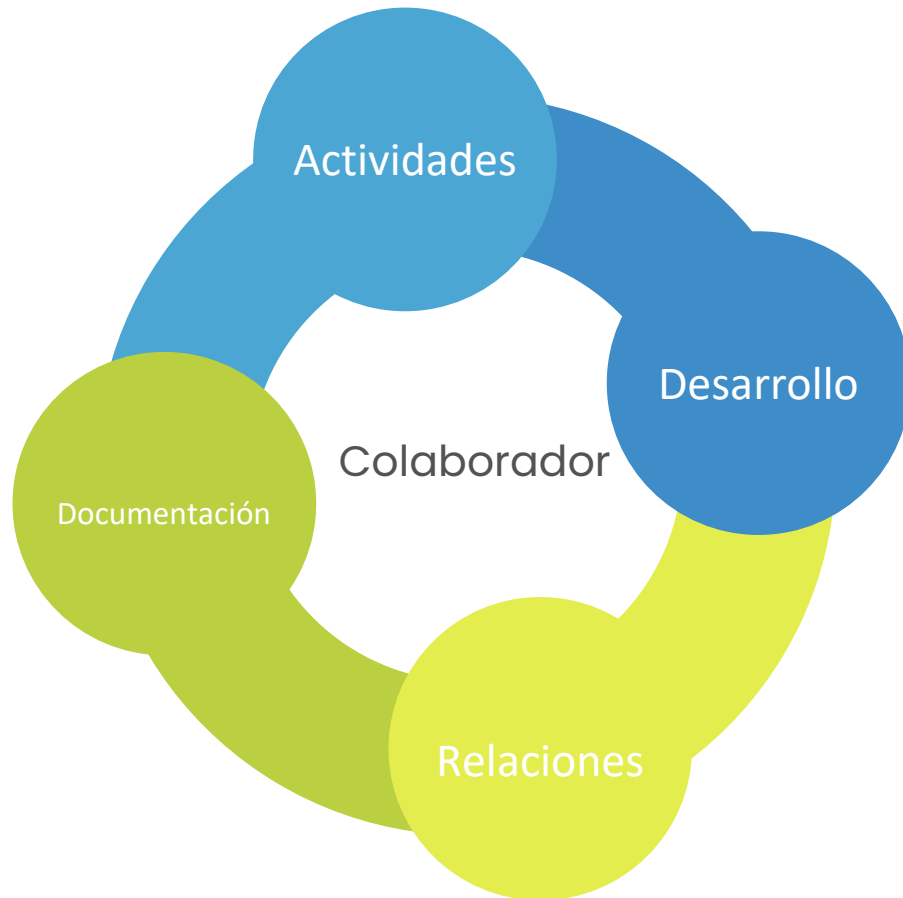 Actividades
Desarrollo
Colaborador
Documentación
Relaciones